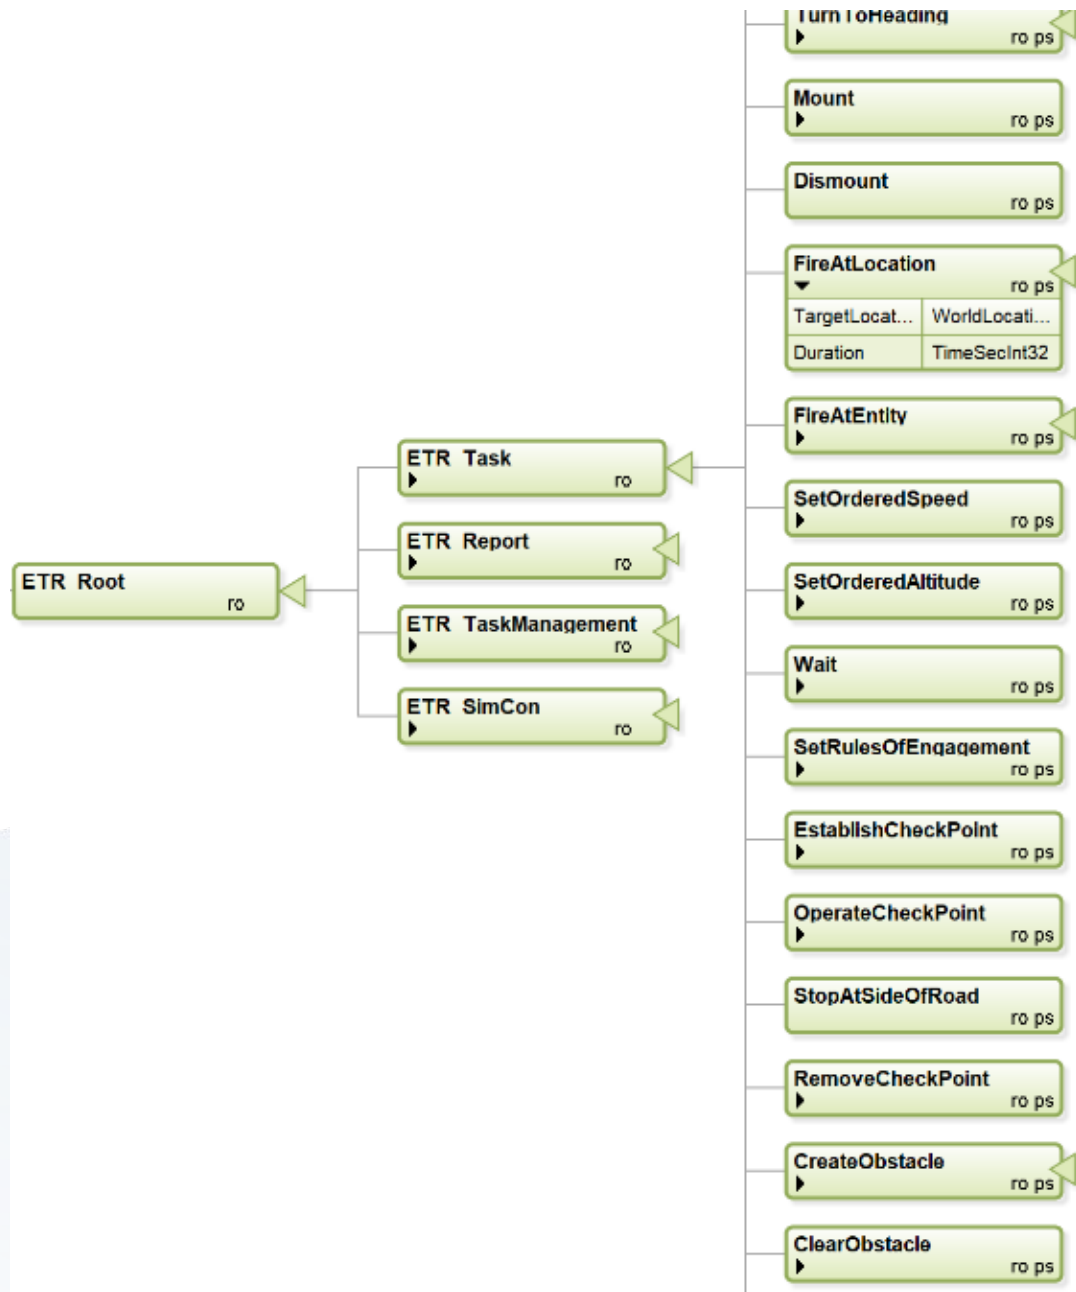 TurnToHeading
ro ps
Mount
ro ps
Dismount
ro ps
FireAtLocation
ro ps
TargetLocat... WorldLocati...
Duration TimeSecInt32
FireAtEntity
ro ps
ETR Task
ro
SetOrderedSpeed
ro ps
ETR Report
ro
ETR Root
ro
SetOrderedAltitude
ro ps
ETR TaskManagement
ro
Wait
ro ps
ETR SimCon
ro
SetRulesOfEngagement
ro ps
EstablishCheckPoint
ro ps
OperateCheckPoint
ro ps
StopAtSideOfRoad
ro ps
RemoveCheckPoint
ro ps
CreateObstacle
ro ps
ClearObstacle
ro ps